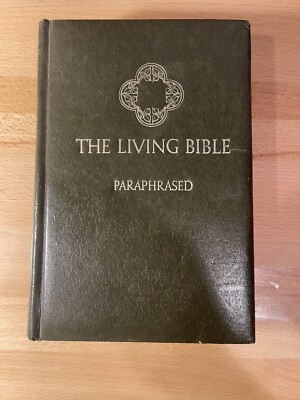 THE LIVING BIBLE
PARAPHRASED